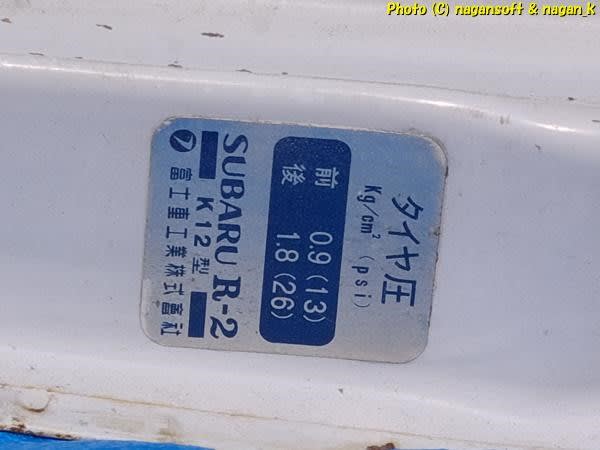 Photo (C) nagansoft & nagan_k
タイヤ圧
Kg/cm² (psi)
前 0.9(13)
後 1.8(26)
SUBARU R-2
K12型
富士重工業株式會社